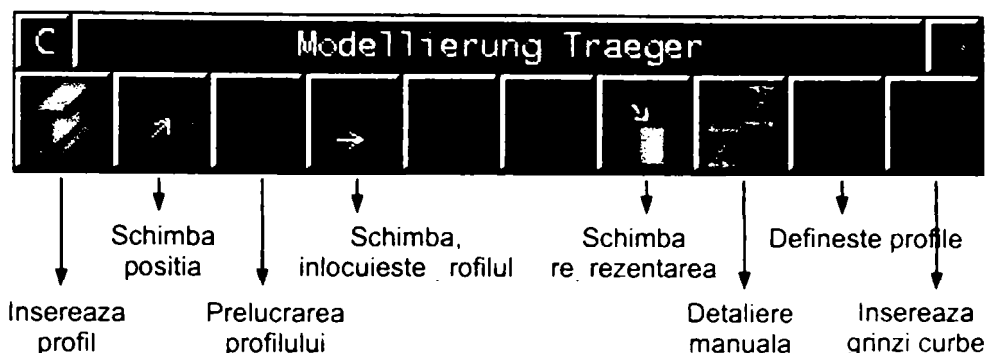 C Modellierung Traeger
Schimba Schimba, Schimba Defineste profile
positia inlocuieste rofilul re rezentarea
Insereaza Prelucrarea Detaliere Insereaza
profil profilului manuala grinzi curbe